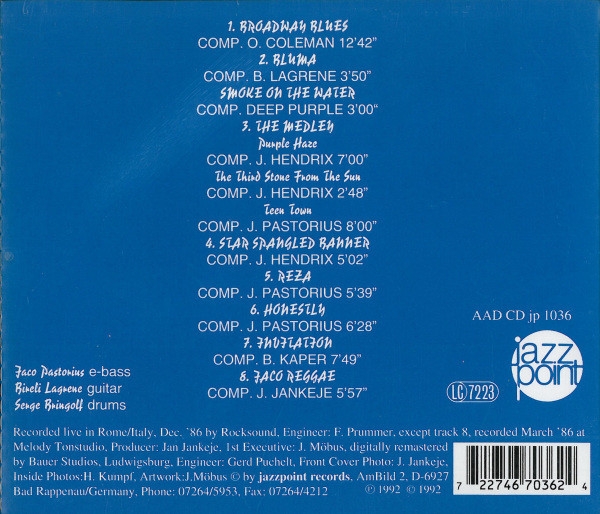 1. BROADWAY BLUES
COMP. O. COLEMAN 12'42"
2. BLUMA
COMP. B. LAGRENE 3'50"
SMOKE ON THE WATER
COMP. DEEP PURPLE 3'00"
3. THE MEDLEY
Purple Haze
COMP. J. HENDRIX 7'00"
The Third Stone From The Sun
COMP. J. HENDRIX 2'48"
Teen Town
COMP. J. PASTORIUS 8'00"
4. STAR SPANGLED BANNER
COMP. J. HENDRIX 5'02"
5. REZA
COMP. J. PASTORIUS 5'39"
6. HONESTLY
COMP. J. PASTORIUS 6'28"
7. INVITATION
COMP. B. KAPER 7'49"
8. JACO REGGAE
COMP. J. JANKEJE 5'57"
AAD CD jp 1036
jazz
point
LC 7223
Jaco Pastorius e-bass
Bireli Lagrene guitar
Serge Bringolf drums
Recorded live in Rome/Italy, Dec. '86 by Rocksound, Engineer: F. Prummer, except track 8, recorded March '86 at
Melody Tonstudio, Producer: Jan Jankeje, 1st Executive: J. Möbus, digitally remastered
by Bauer Studios, Ludwigsburg, Engineer: Gerd Puchelt, Front Cover Photo: J. Jankeje,
Inside Photos:H. Kumpf, Artwork:J.Möbus © by jazzpoint records, AmBild 2, D-6927
Bad Rappenau/Germany, Phone: 07264/5953, Fax: 07264/4212 ℗ 1992 © 1992
7 22746 70362 4